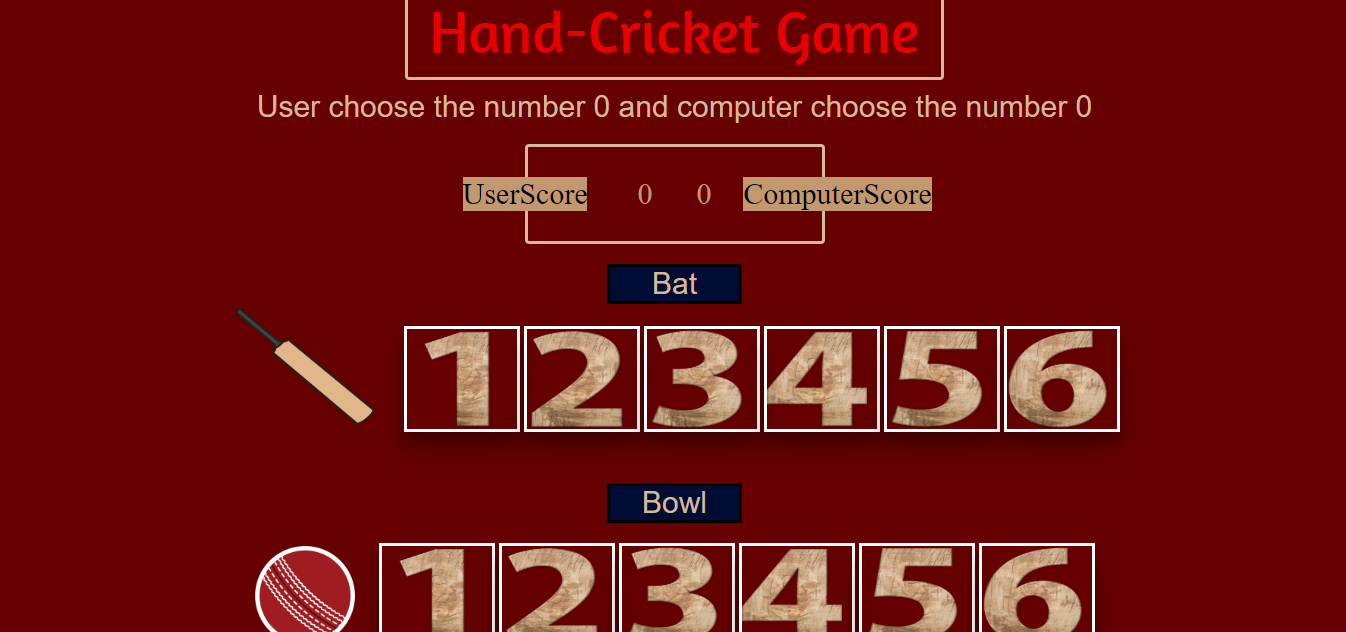 Hand-Cricket Game
User choose the number 0 and computer choose the number 0
UserScore 0 0 ComputerScore
Bat
1 2 3 4 5 6
Bowl
1 2 3 4 5 6